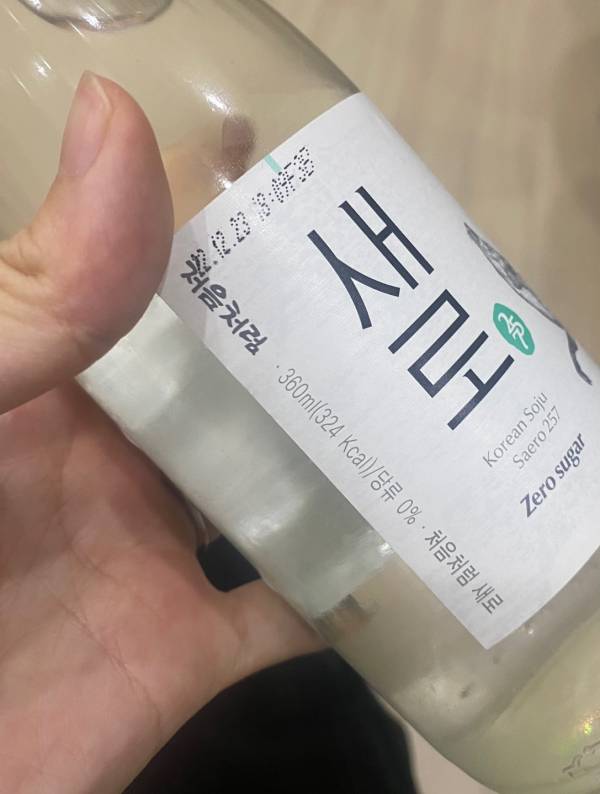 처음처럼
새로
Korean Soju
Saero 257
Zero sugar
· 360ml(324 Kcal)/당류 0% · 처음처럼 새로